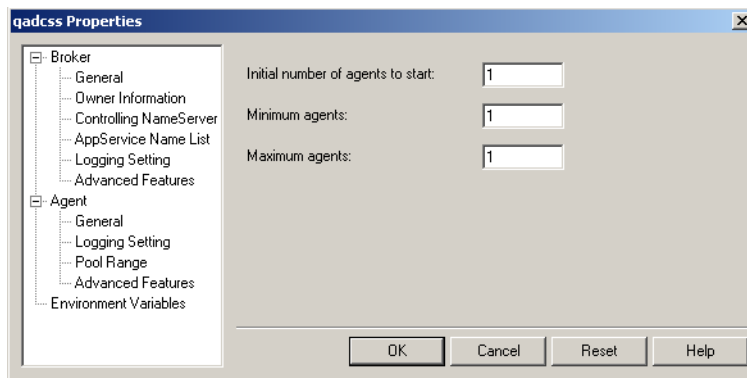 qadcss Properties
Broker
General
Owner Information
Controlling NameServer
AppService Name List
Logging Setting
Advanced Features
Agent
General
Logging Setting
Pool Range
Advanced Features
Environment Variables
Initial number of agents to start: 1
Minimum agents: 1
Maximum agents: 1
OK Cancel Reset Help